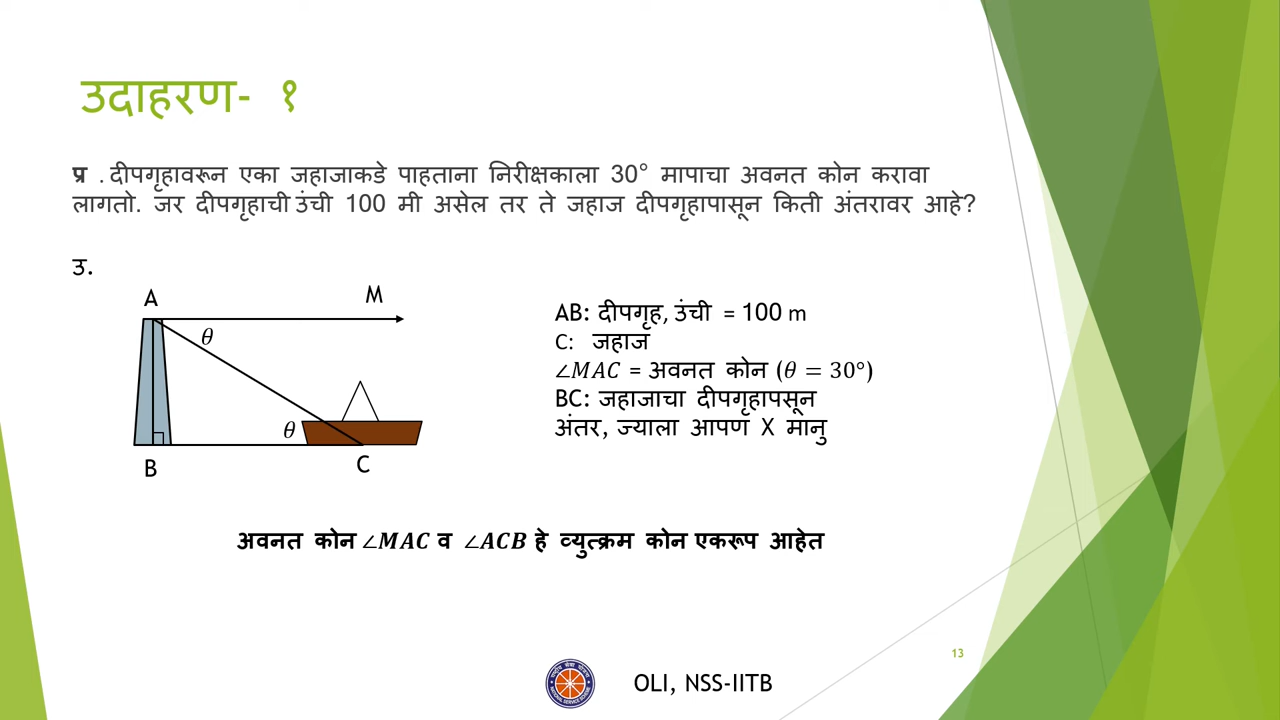 उदाहरण- १
प्र . दीपगृहावरून एका जहाजाकडे पाहताना निरीक्षकाला 30° मापाचा अवनत कोन करावा
लागतो. जर दीपगृहाची उंची 100 मी असेल तर ते जहाज दीपगृहापासून किती अंतरावर आहे?
उ.
A
M
θ
θ
B
C
AB: दीपगृह, उंची = 100 m
C: जहाज
∠MAC = अवनत कोन (θ = 30°)
BC: जहाजाचा दीपगृहापसून
अंतर, ज्याला आपण X मानु
अवनत कोन ∠MAC व ∠ACB हे व्युत्क्रम कोन एकरूप आहेत
13
OLI, NSS-IITB